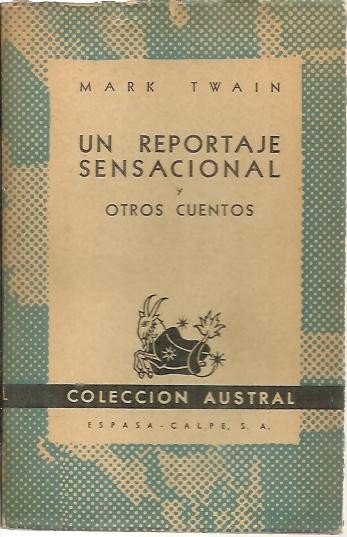 MARK TWAIN
UN REPORTAJE
SENSACIONAL
y
OTROS CUENTOS
L
COLECCION AUSTRAL
ESPASA-CALPE, S. A.